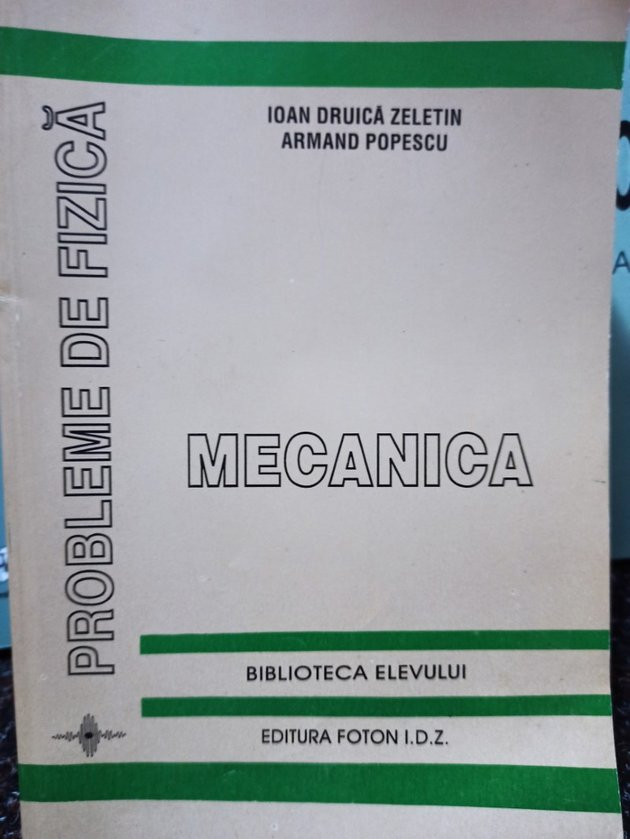 IOAN DRUICĂ ZELETIN
ARMAND POPESCU
PROBLEME DE FIZICĂ
MECANICA
BIBLIOTECA ELEVULUI
EDITURA FOTON I.D.Z.